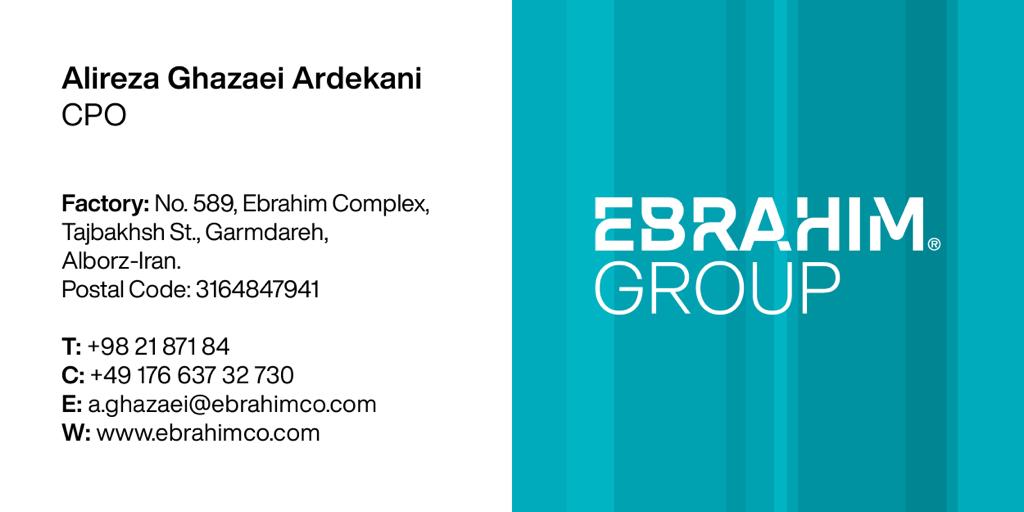 Alireza Ghazaei Ardekani
CPO
Factory: No. 589, Ebrahim Complex,
Tajbakhsh St., Garmdareh,
Alborz-Iran.
Postal Code: 3164847941
T: +98 21 871 84
C: +49 176 637 32 730
E: a.ghazaei@ebrahimco.com
W: www.ebrahimco.com
EBRAHIM®
GROUP